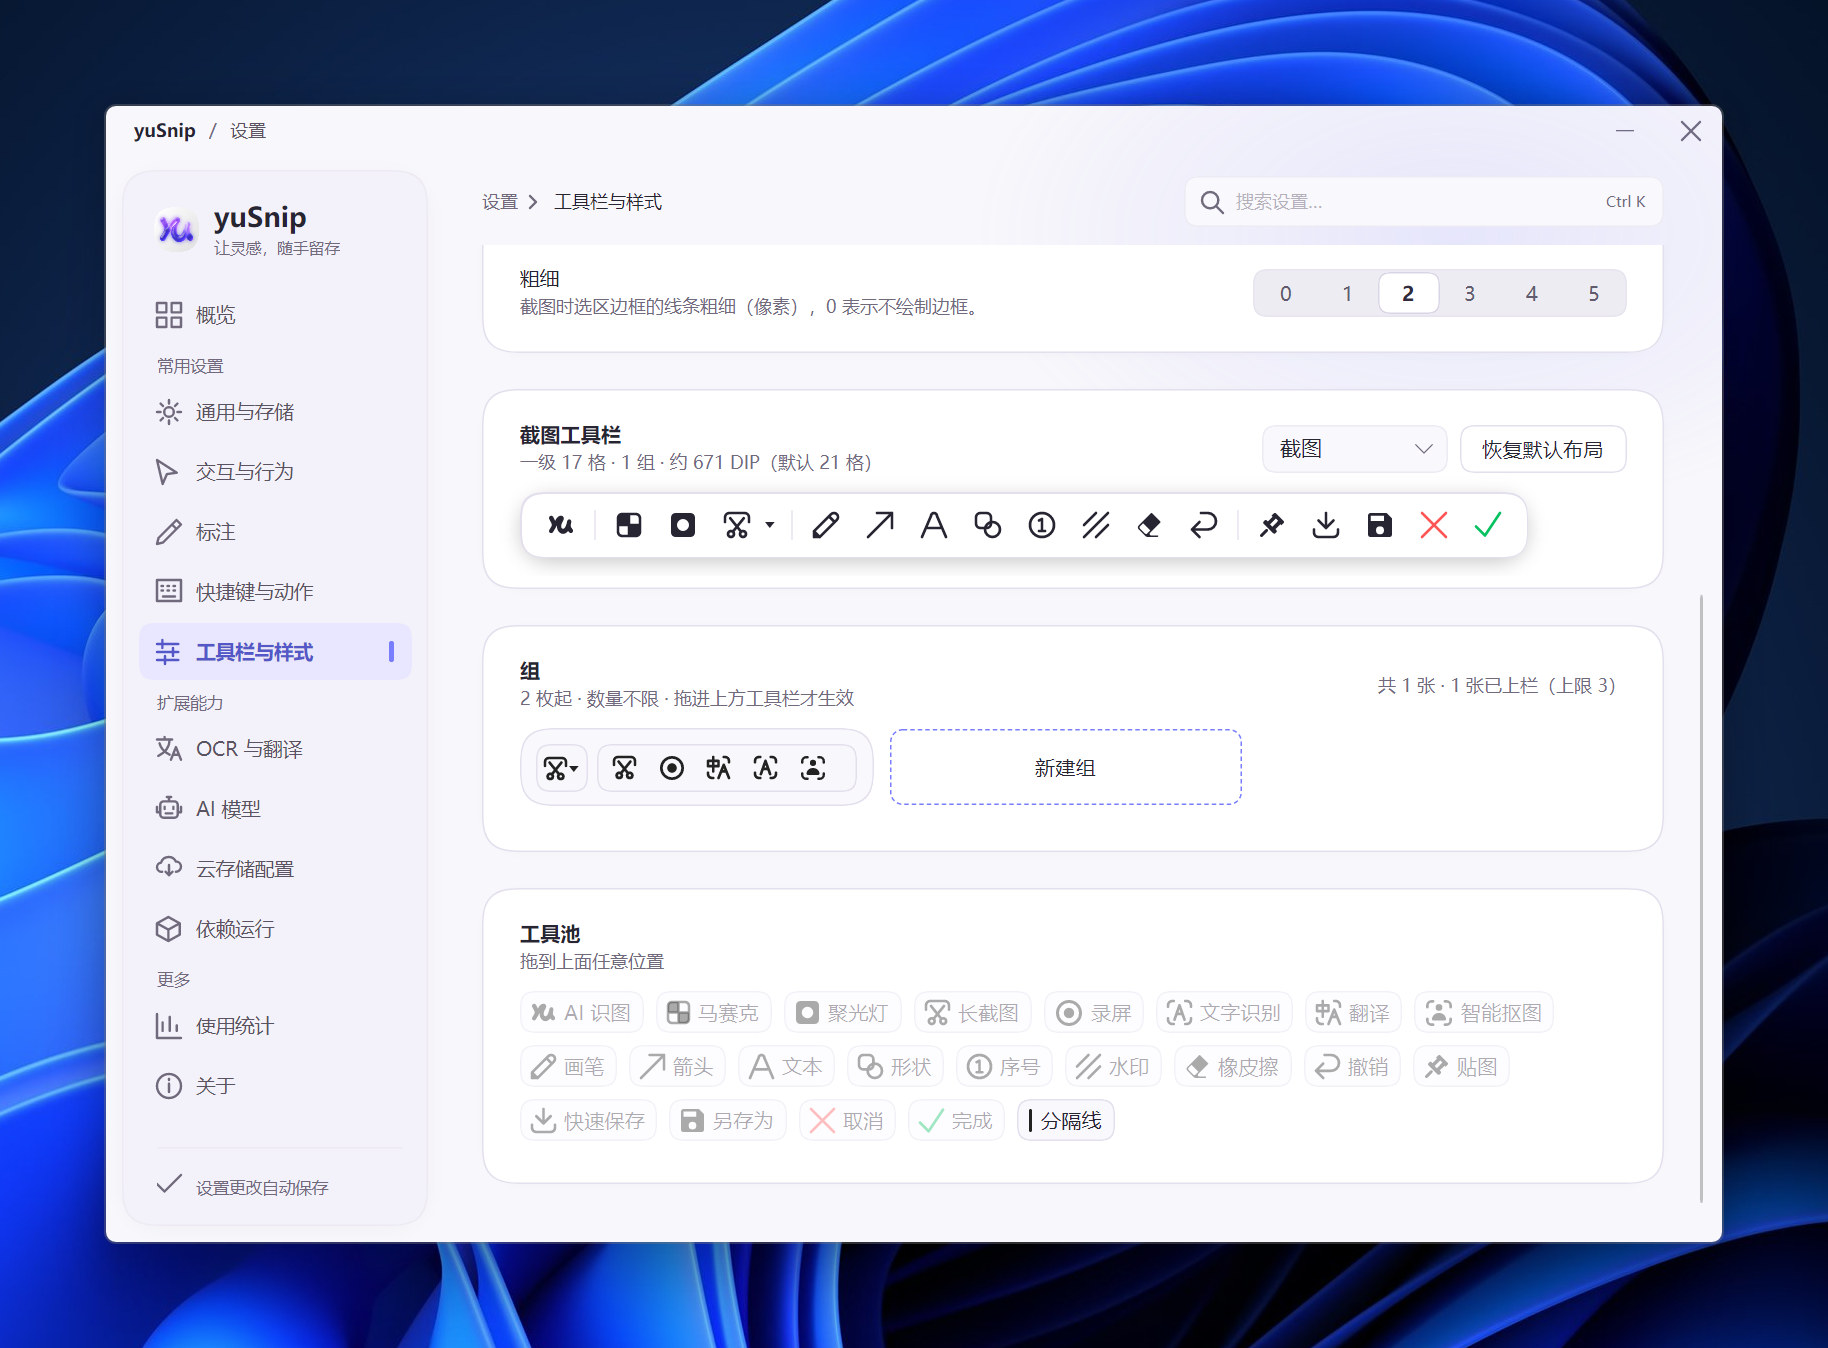 yuSnip / 设置
yuSnip
让灵感，随手留存
概览
常用设置
通用与存储
交互与行为
标注
快捷键与动作
工具栏与样式
扩展能力
OCR 与翻译
AI 模型
云存储配置
依赖运行
更多
使用统计
关于
设置更改自动保存
设置 > 工具栏与样式
搜索设置... Ctrl K
粗细
截图时选区边框的线条粗细（像素），0 表示不绘制边框。
0 1 2 3 4 5
截图工具栏
一级 17 格 · 1 组 · 约 671 DIP（默认 21 格）
截图 恢复默认布局
组
2 枚起 · 数量不限 · 拖进上方工具栏才生效
共 1 张 · 1 张已上栏（上限 3）
新建组
工具池
拖到上面任意位置
AI 识图 马赛克 聚光灯 长截图 录屏 文字识别 翻译 智能抠图
画笔 箭头 文本 形状 序号 水印 橡皮擦 撤销 贴图
快速保存 另存为 取消 完成 分隔线